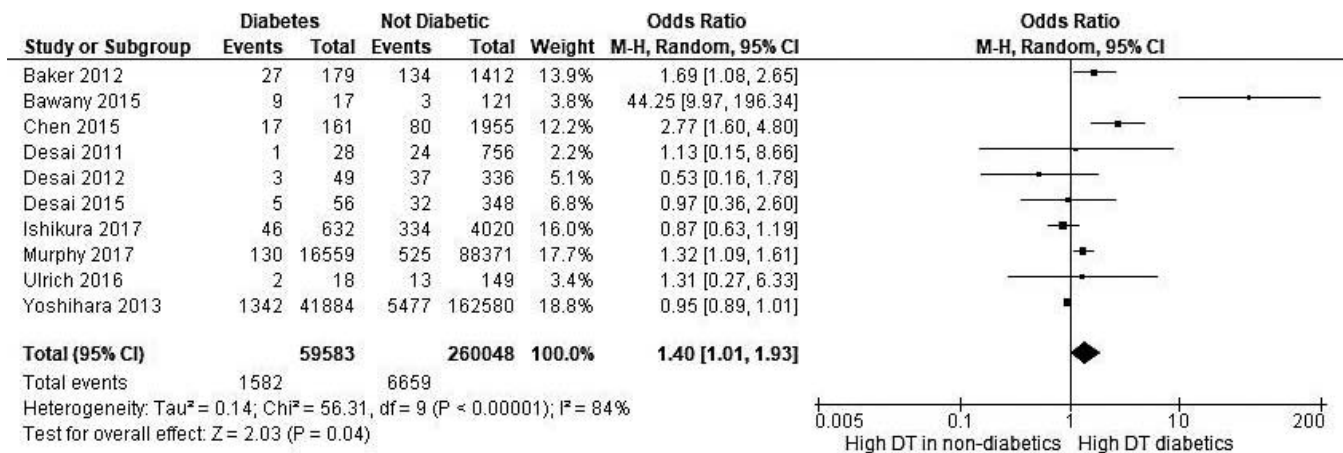 Diabetes Not Diabetic Odds Ratio Odds Ratio
Study or Subgroup Events Total Events Total Weight M-H, Random, 95% CI M-H, Random, 95% CI
Baker 2012 27 179 134 1412 13.9% 1.69 [1.08, 2.65]
Bawany 2015 9 17 3 121 3.8% 44.25 [9.97, 196.34]
Chen 2015 17 161 80 1955 12.2% 2.77 [1.60, 4.80]
Desai 2011 1 28 24 756 2.2% 1.13 [0.15, 8.66]
Desai 2012 3 49 37 336 5.1% 0.53 [0.16, 1.78]
Desai 2015 5 56 32 348 6.8% 0.97 [0.36, 2.60]
Ishikura 2017 46 632 334 4020 16.0% 0.87 [0.63, 1.19]
Murphy 2017 130 16559 525 88371 17.7% 1.32 [1.09, 1.61]
Ulrich 2016 2 18 13 149 3.4% 1.31 [0.27, 6.33]
Yoshihara 2013 1342 41884 5477 162580 18.8% 0.95 [0.89, 1.01]
Total (95% CI) 59583 260048 100.0% 1.40 [1.01, 1.93]
Total events 1582 6659
Heterogeneity: Tau² = 0.14; Chi² = 56.31, df = 9 (P < 0.00001); I² = 84%
Test for overall effect: Z = 2.03 (P = 0.04)
0.005 0.1 1 10 200
High DT in non-diabetics High DT diabetics